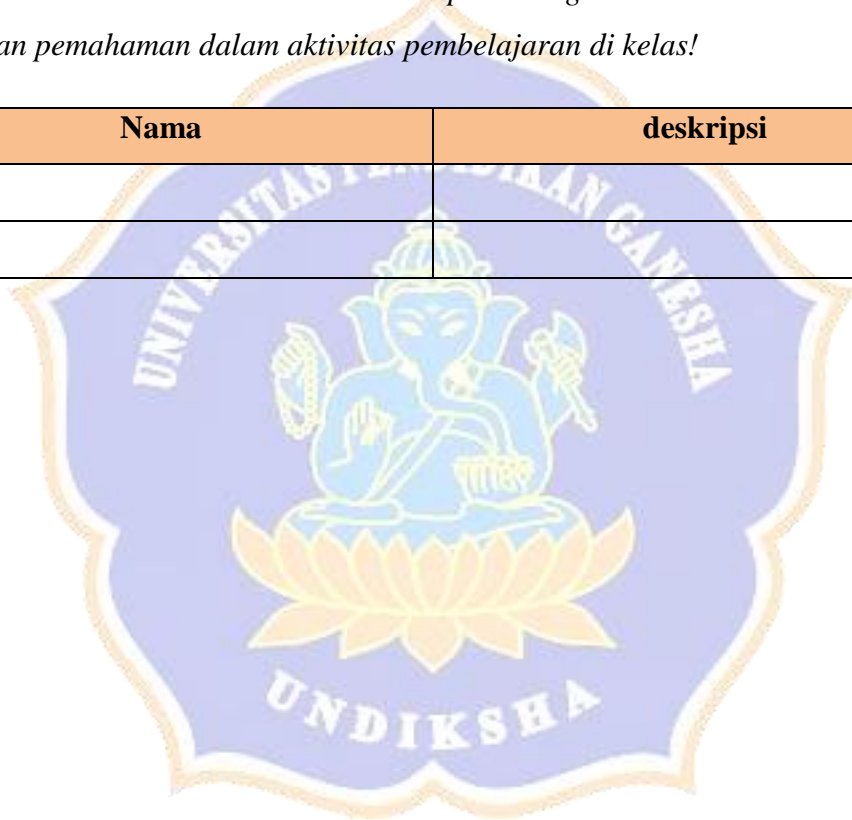 an pemahaman dalam aktivitas pembelajaran di kelas!
Nama deskripsi
UNIVERSITAS PENDIDIKAN GANESHA
UNDIKSHA